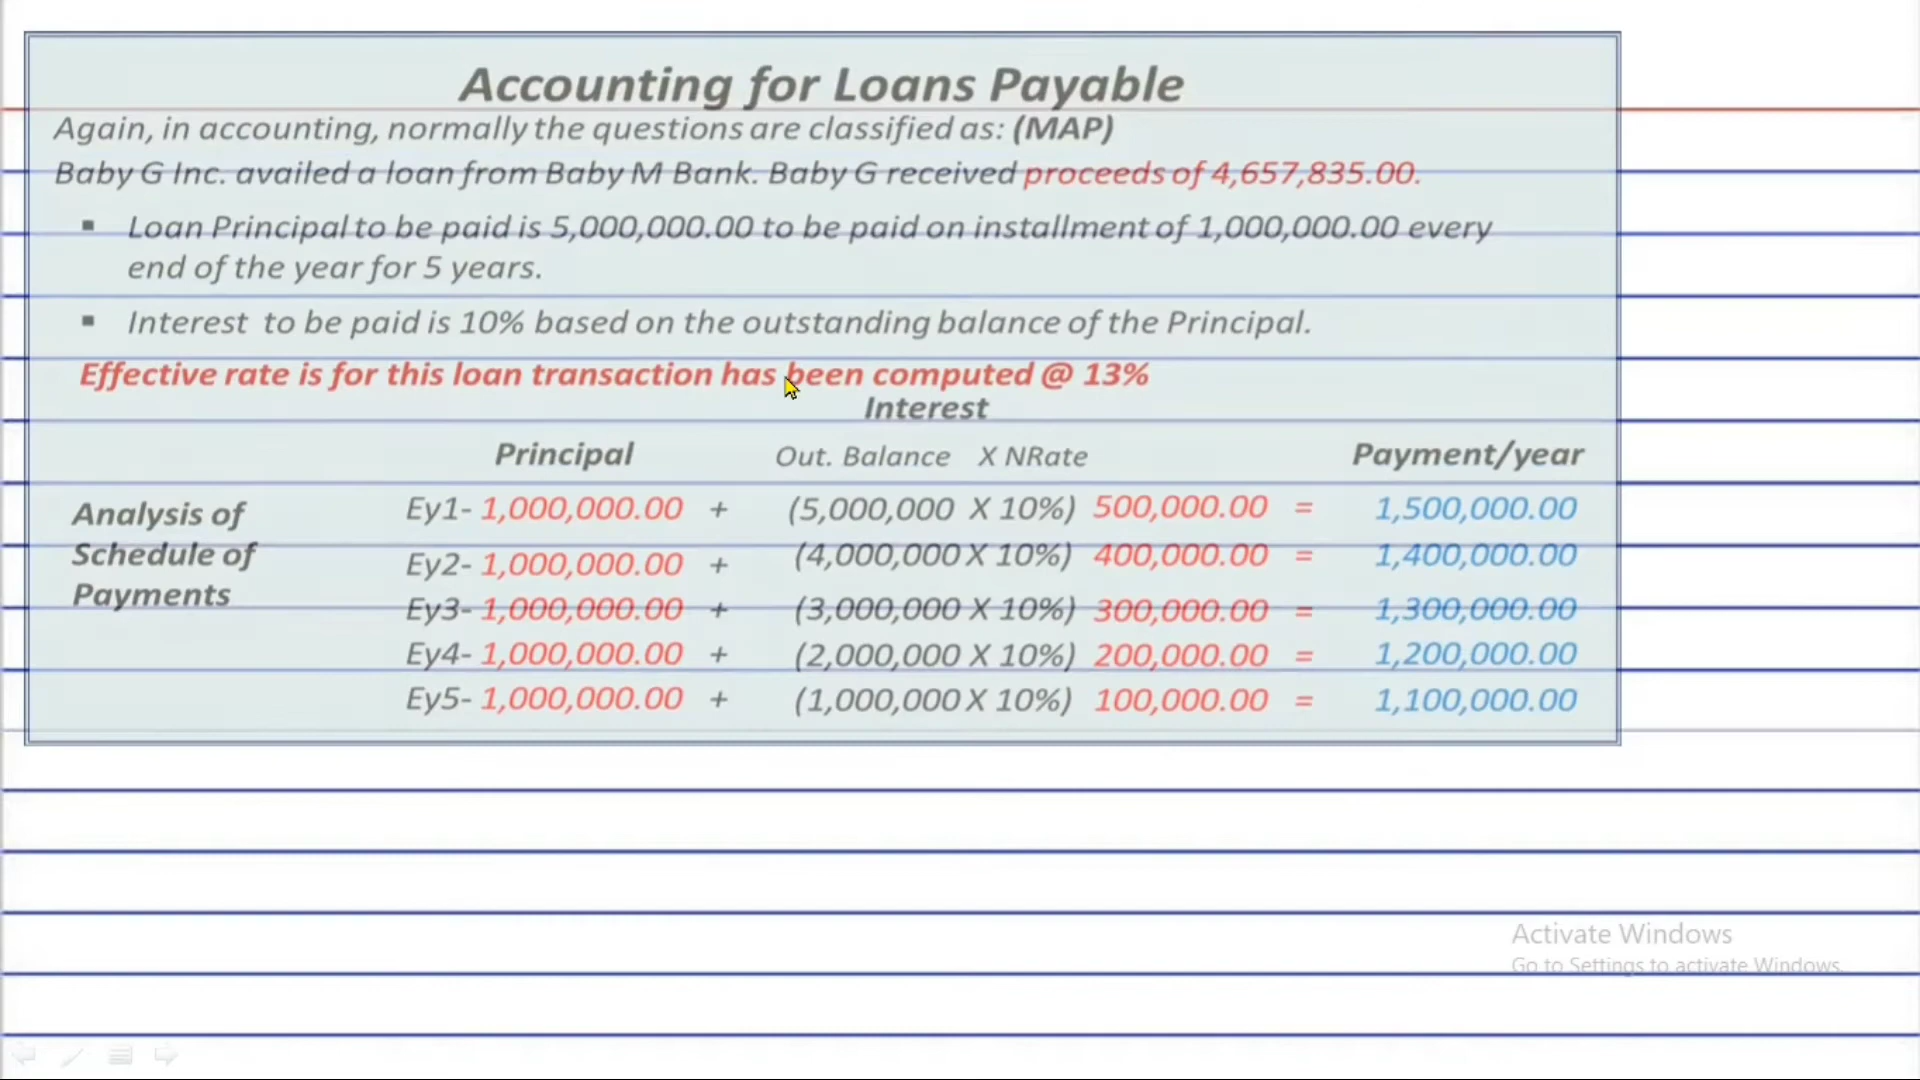 Accounting for Loans Payable
Again, in accounting, normally the questions are classified as: (MAP)
Baby G Inc. availed a loan from Baby M Bank. Baby G received proceeds of 4,657,835.00.
▪ Loan Principal to be paid is 5,000,000.00 to be paid on installment of 1,000,000.00 every
end of the year for 5 years.
▪ Interest to be paid is 10% based on the outstanding balance of the Principal.
Effective rate is for this loan transaction has been computed @ 13%
Interest
Principal Out. Balance X NRate Payment/year
Analysis of
Schedule of
Payments
Ey1- 1,000,000.00 + (5,000,000 X 10%) 500,000.00 = 1,500,000.00
Ey2- 1,000,000.00 + (4,000,000 X 10%) 400,000.00 = 1,400,000.00
Ey3- 1,000,000.00 + (3,000,000 X 10%) 300,000.00 = 1,300,000.00
Ey4- 1,000,000.00 + (2,000,000 X 10%) 200,000.00 = 1,200,000.00
Ey5- 1,000,000.00 + (1,000,000 X 10%) 100,000.00 = 1,100,000.00
Activate Windows
Go to Settings to activate Windows.